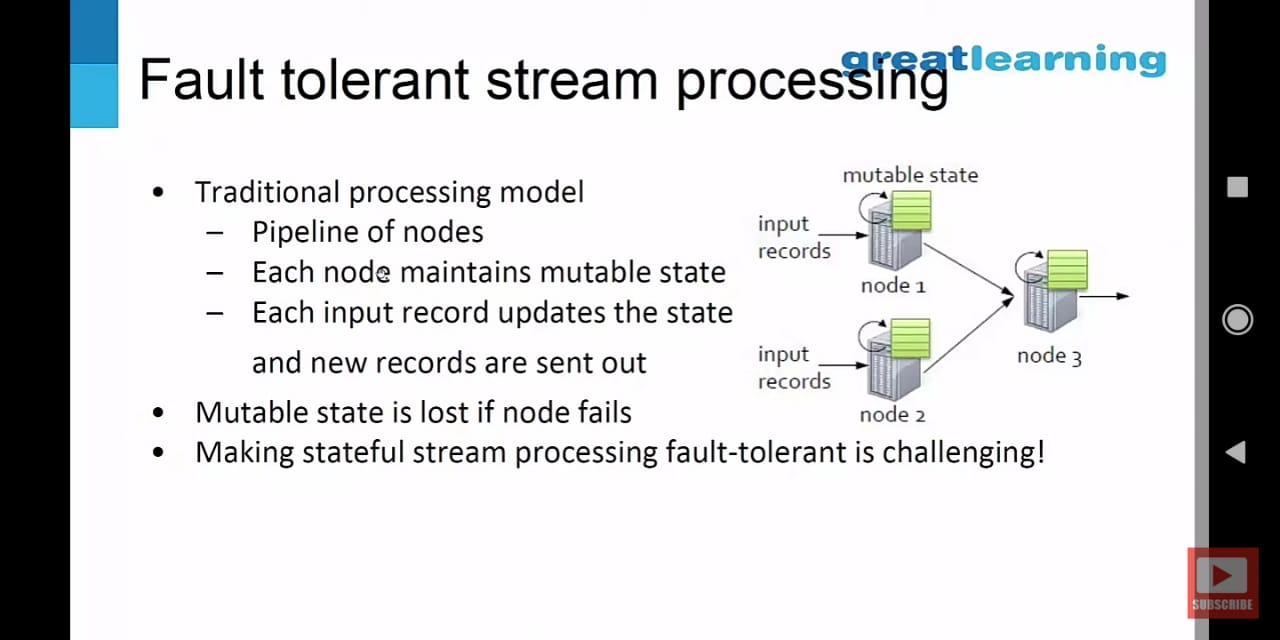 greatlearning
Fault tolerant stream processing
• Traditional processing model
– Pipeline of nodes
– Each node maintains mutable state
– Each input record updates the state
and new records are sent out
• Mutable state is lost if node fails
• Making stateful stream processing fault-tolerant is challenging!
mutable state
input
records
node 1
input
records
node 2
node 3
SUBSCRIBE